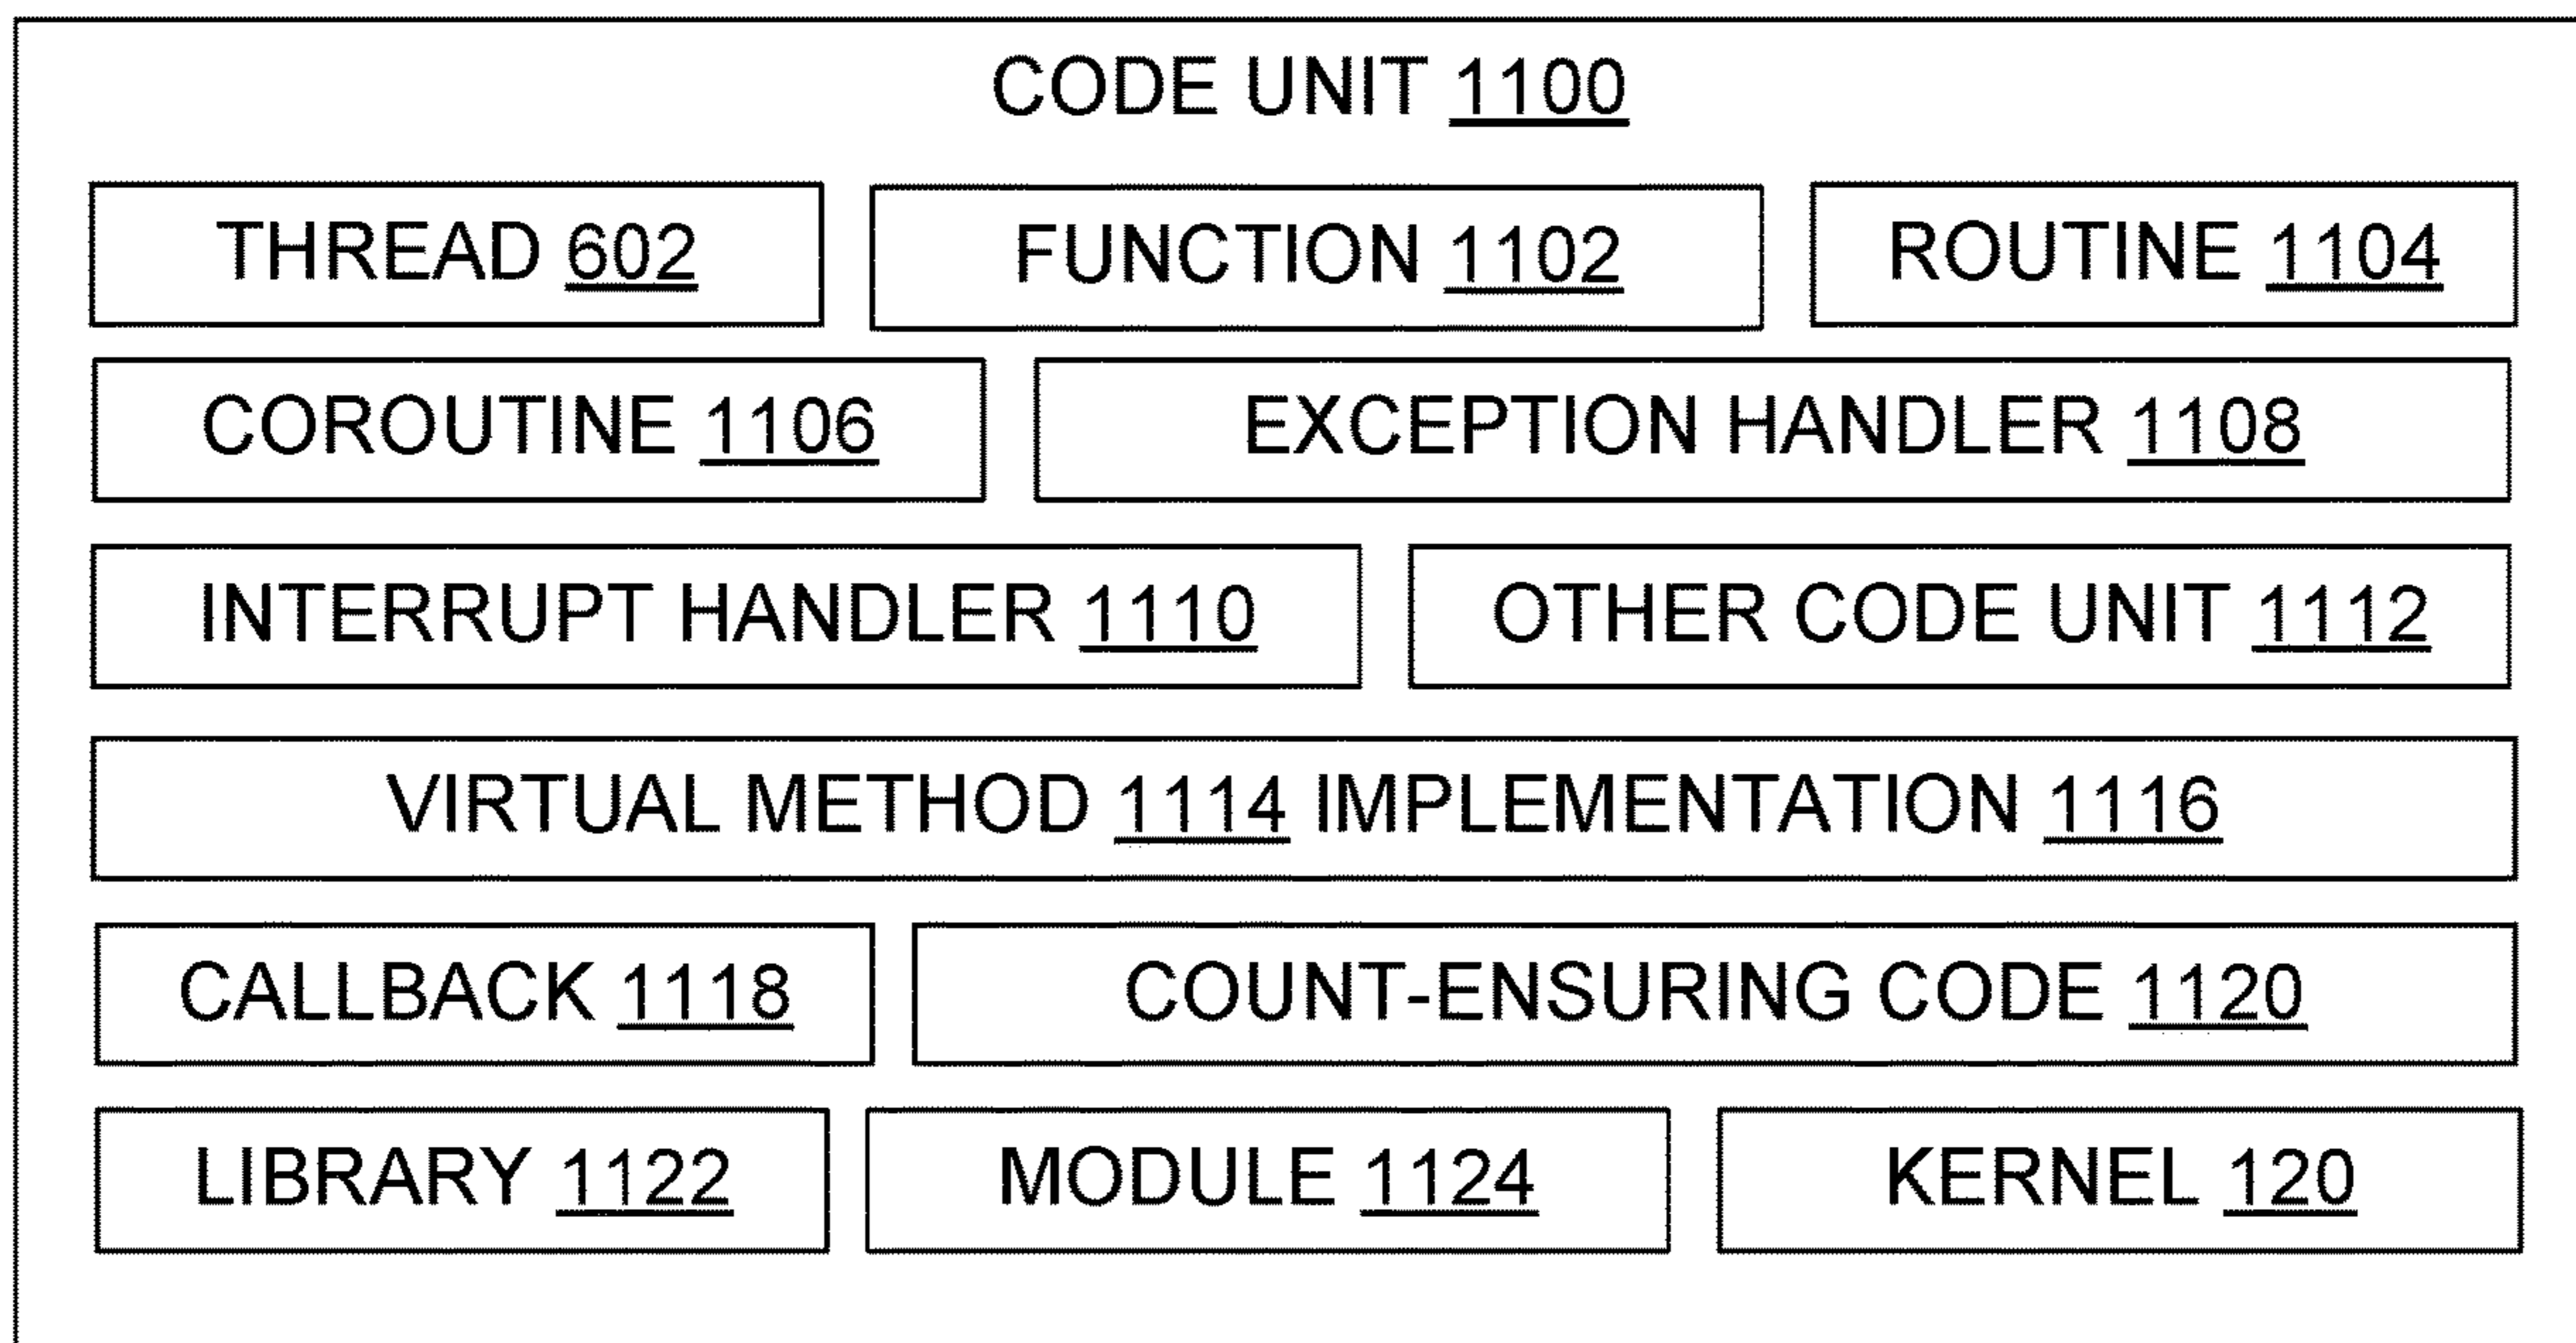 CODE UNIT 1100
THREAD 602 FUNCTION 1102 ROUTINE 1104
COROUTINE 1106 EXCEPTION HANDLER 1108
INTERRUPT HANDLER 1110 OTHER CODE UNIT 1112
VIRTUAL METHOD 1114 IMPLEMENTATION 1116
CALLBACK 1118 COUNT-ENSURING CODE 1120
LIBRARY 1122 MODULE 1124 KERNEL 120